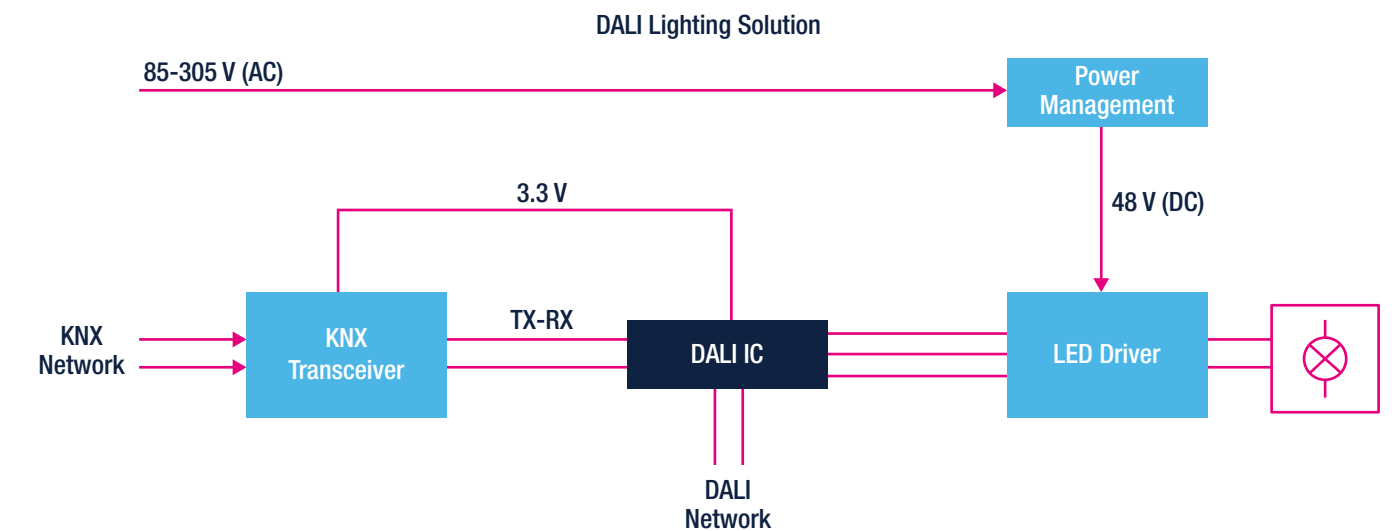 DALI Lighting Solution
85-305 V (AC)
Power
Management
3.3 V
48 V (DC)
KNX
Network
KNX
Transceiver
TX-RX
DALI IC
LED Driver
DALI
Network